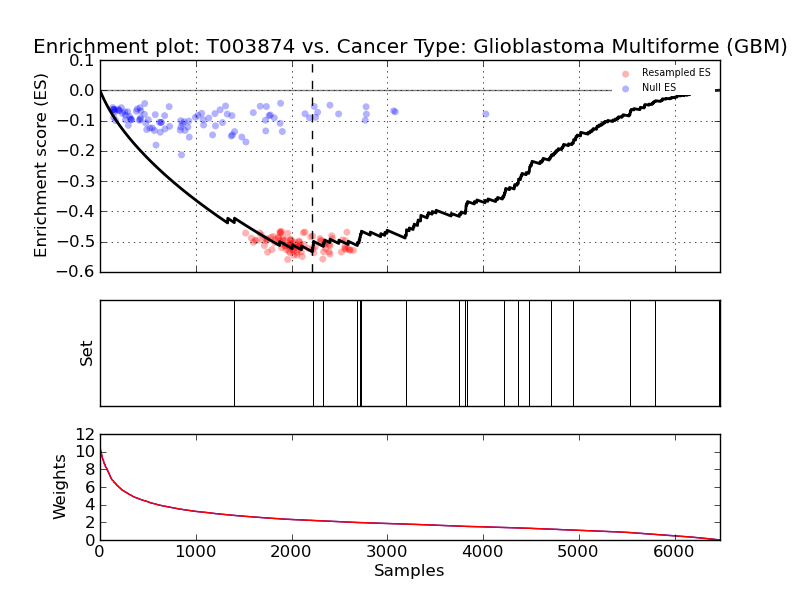 Enrichment plot: T003874 vs. Cancer Type: Glioblastoma Multiforme (GBM)
0.1
0.0
−0.1
−0.2
−0.3
−0.4
−0.5
−0.6
Enrichment score (ES)
Resampled ES
Null ES
Set
12
10
8
6
4
2
0
Weights
0 1000 2000 3000 4000 5000 6000
Samples